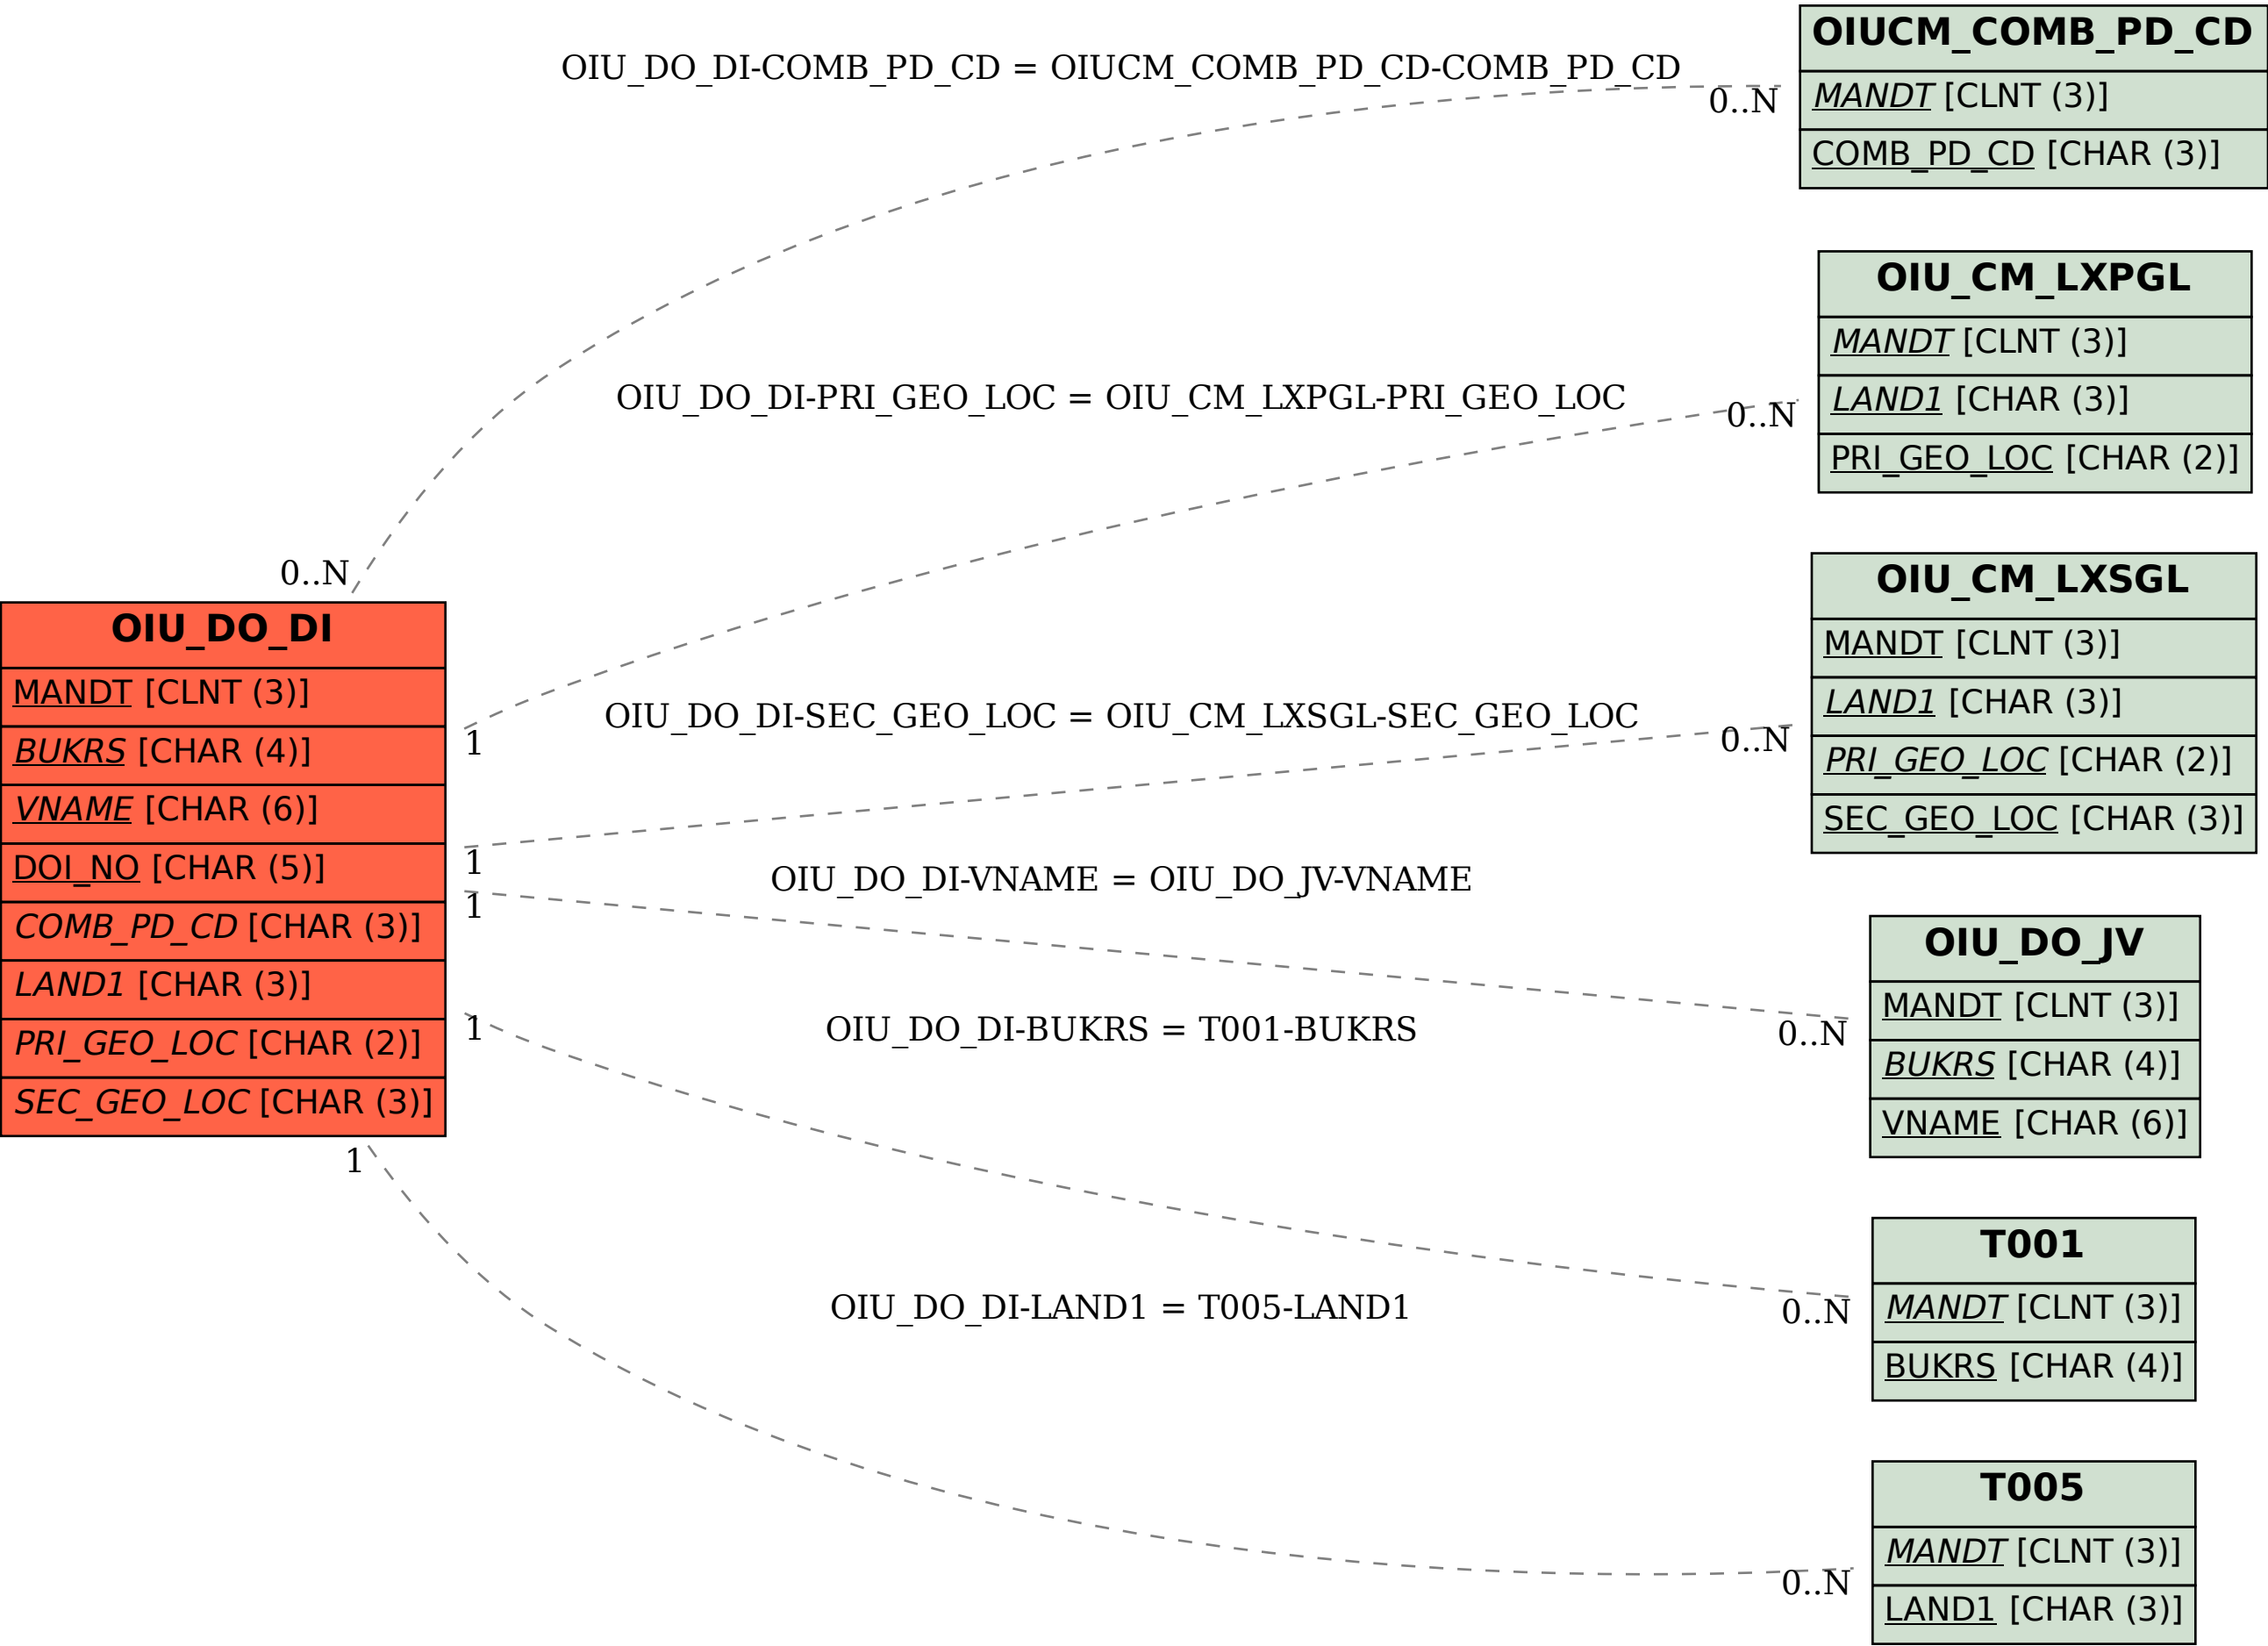 OIUCM_COMB_PD_CD
MANDT [CLNT (3)]
COMB_PD_CD [CHAR (3)]
OIU_DO_DI-COMB_PD_CD = OIUCM_COMB_PD_CD-COMB_PD_CD
0..N
0..N
OIU_CM_LXPGL
MANDT [CLNT (3)]
LAND1 [CHAR (3)]
PRI_GEO_LOC [CHAR (2)]
OIU_DO_DI-PRI_GEO_LOC = OIU_CM_LXPGL-PRI_GEO_LOC
0..N
1
OIU_CM_LXSGL
MANDT [CLNT (3)]
LAND1 [CHAR (3)]
PRI_GEO_LOC [CHAR (2)]
SEC_GEO_LOC [CHAR (3)]
OIU_DO_DI-SEC_GEO_LOC = OIU_CM_LXSGL-SEC_GEO_LOC
0..N
1
OIU_DO_DI
MANDT [CLNT (3)]
BUKRS [CHAR (4)]
VNAME [CHAR (6)]
DOI_NO [CHAR (5)]
COMB_PD_CD [CHAR (3)]
LAND1 [CHAR (3)]
PRI_GEO_LOC [CHAR (2)]
SEC_GEO_LOC [CHAR (3)]
OIU_DO_DI-VNAME = OIU_DO_JV-VNAME
1
0..N
OIU_DO_JV
MANDT [CLNT (3)]
BUKRS [CHAR (4)]
VNAME [CHAR (6)]
OIU_DO_DI-BUKRS = T001-BUKRS
1
0..N
T001
MANDT [CLNT (3)]
BUKRS [CHAR (4)]
OIU_DO_DI-LAND1 = T005-LAND1
1
0..N
T005
MANDT [CLNT (3)]
LAND1 [CHAR (3)]